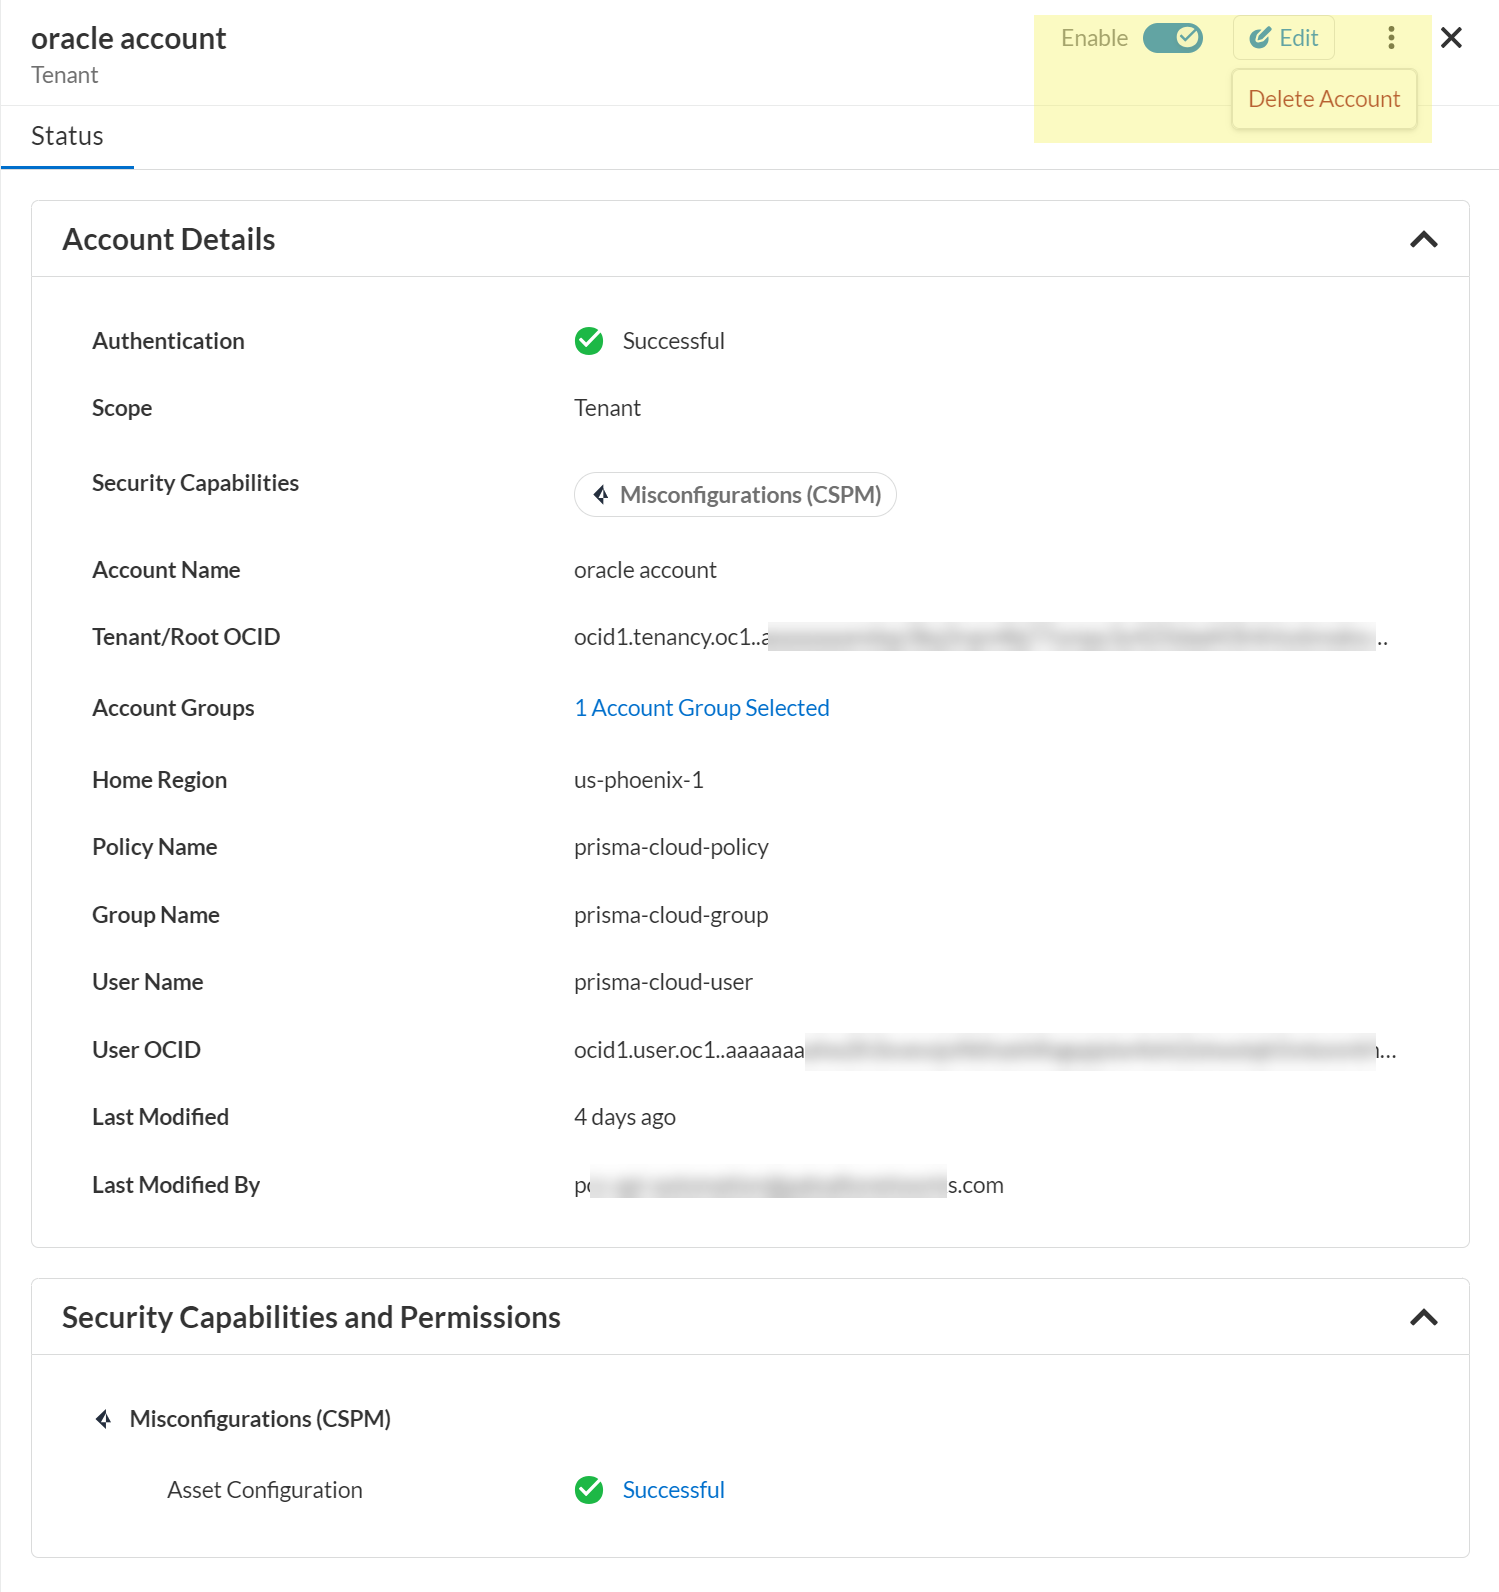 oracle account
Enable Edit
Tenant
Delete Account
Status
Account Details
Authentication Successful
Scope Tenant
Security Capabilities Misconfigurations (CSPM)
Account Name oracle account
Tenant/Root OCID ocid1.tenancy.oc1..a ..
Account Groups 1 Account Group Selected
Home Region us-phoenix-1
Policy Name prisma-cloud-policy
Group Name prisma-cloud-group
User Name prisma-cloud-user
User OCID ocid1.user.oc1..aaaaaaa ...
Last Modified 4 days ago
Last Modified By s.com
Security Capabilities and Permissions
Misconfigurations (CSPM)
Asset Configuration Successful